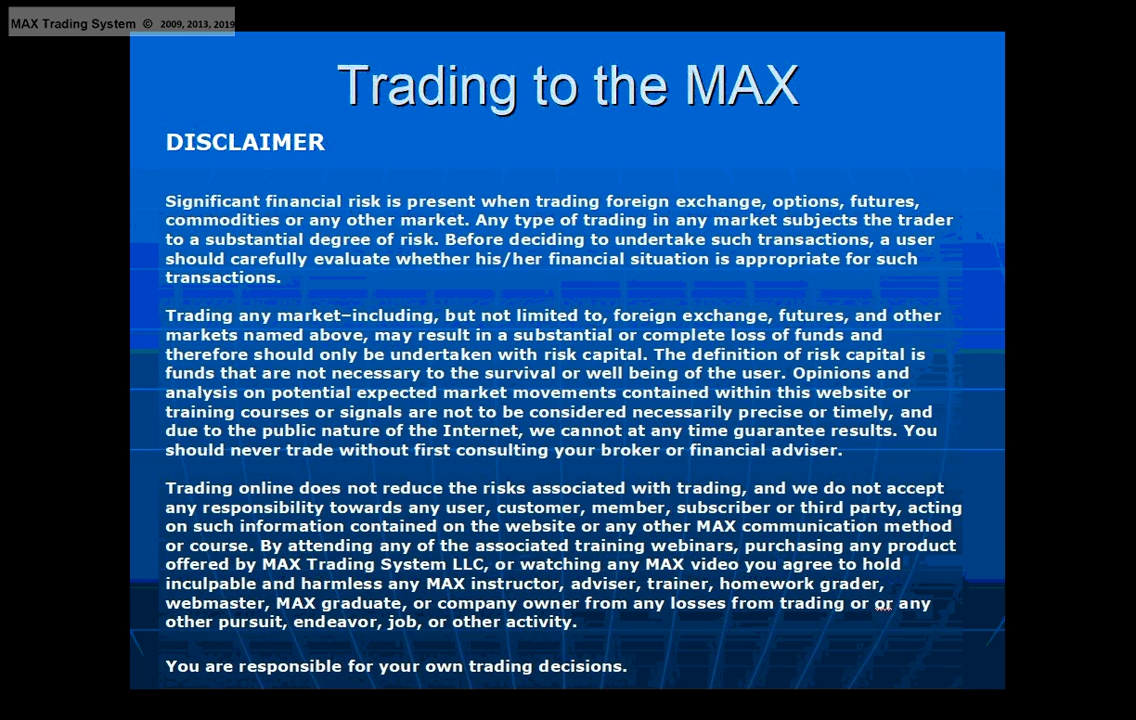 MAX Trading System © 2009, 2013, 2019
Trading to the MAX
DISCLAIMER
Significant financial risk is present when trading foreign exchange, options, futures,
commodities or any other market. Any type of trading in any market subjects the trader
to a substantial degree of risk. Before deciding to undertake such transactions, a user
should carefully evaluate whether his/her financial situation is appropriate for such
transactions.
Trading any market–including, but not limited to, foreign exchange, futures, and other
markets named above, may result in a substantial or complete loss of funds and
therefore should only be undertaken with risk capital. The definition of risk capital is
funds that are not necessary to the survival or well being of the user. Opinions and
analysis on potential expected market movements contained within this website or
training courses or signals are not to be considered necessarily precise or timely, and
due to the public nature of the Internet, we cannot at any time guarantee results. You
should never trade without first consulting your broker or financial adviser.
Trading online does not reduce the risks associated with trading, and we do not accept
any responsibility towards any user, customer, member, subscriber or third party, acting
on such information contained on the website or any other MAX communication method
or course. By attending any of the associated training webinars, purchasing any product
offered by MAX Trading System LLC, or watching any MAX video you agree to hold
inculpable and harmless any MAX instructor, adviser, trainer, homework grader,
webmaster, MAX graduate, or company owner from any losses from trading or or any
other pursuit, endeavor, job, or other activity.
You are responsible for your own trading decisions.